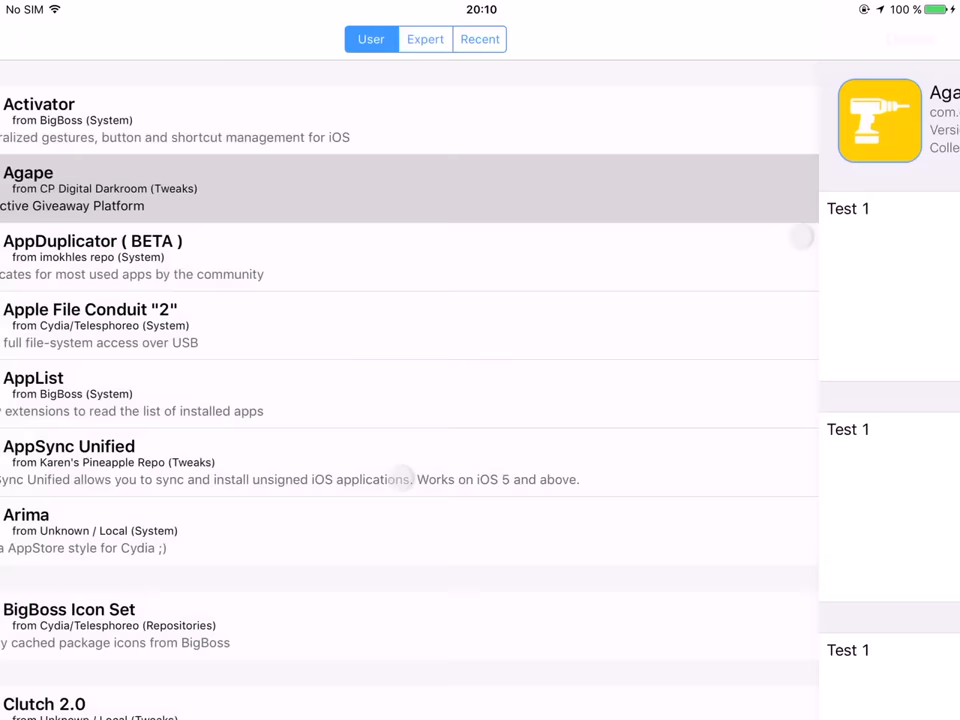 No SIM
20:10
100 %
User
Expert
Recent
Activator
from BigBoss (System)
ralized gestures, button and shortcut management for iOS
Agape
from CP Digital Darkroom (Tweaks)
ctive Giveaway Platform
AppDuplicator ( BETA )
from imokhles repo (System)
cates for most used apps by the community
Apple File Conduit "2"
from Cydia/Telesphoreo (System)
full file-system access over USB
AppList
from BigBoss (System)
y extensions to read the list of installed apps
AppSync Unified
from Karen's Pineapple Repo (Tweaks)
Sync Unified allows you to sync and install unsigned iOS applications. Works on iOS 5 and above.
Arima
from Unknown / Local (System)
a AppStore style for Cydia ;)
BigBoss Icon Set
from Cydia/Telesphoreo (Repositories)
y cached package icons from BigBoss
Clutch 2.0
from Unknown / Local (Tweaks)
Aga
com.
Versi
Colle
Test 1
Test 1
Test 1